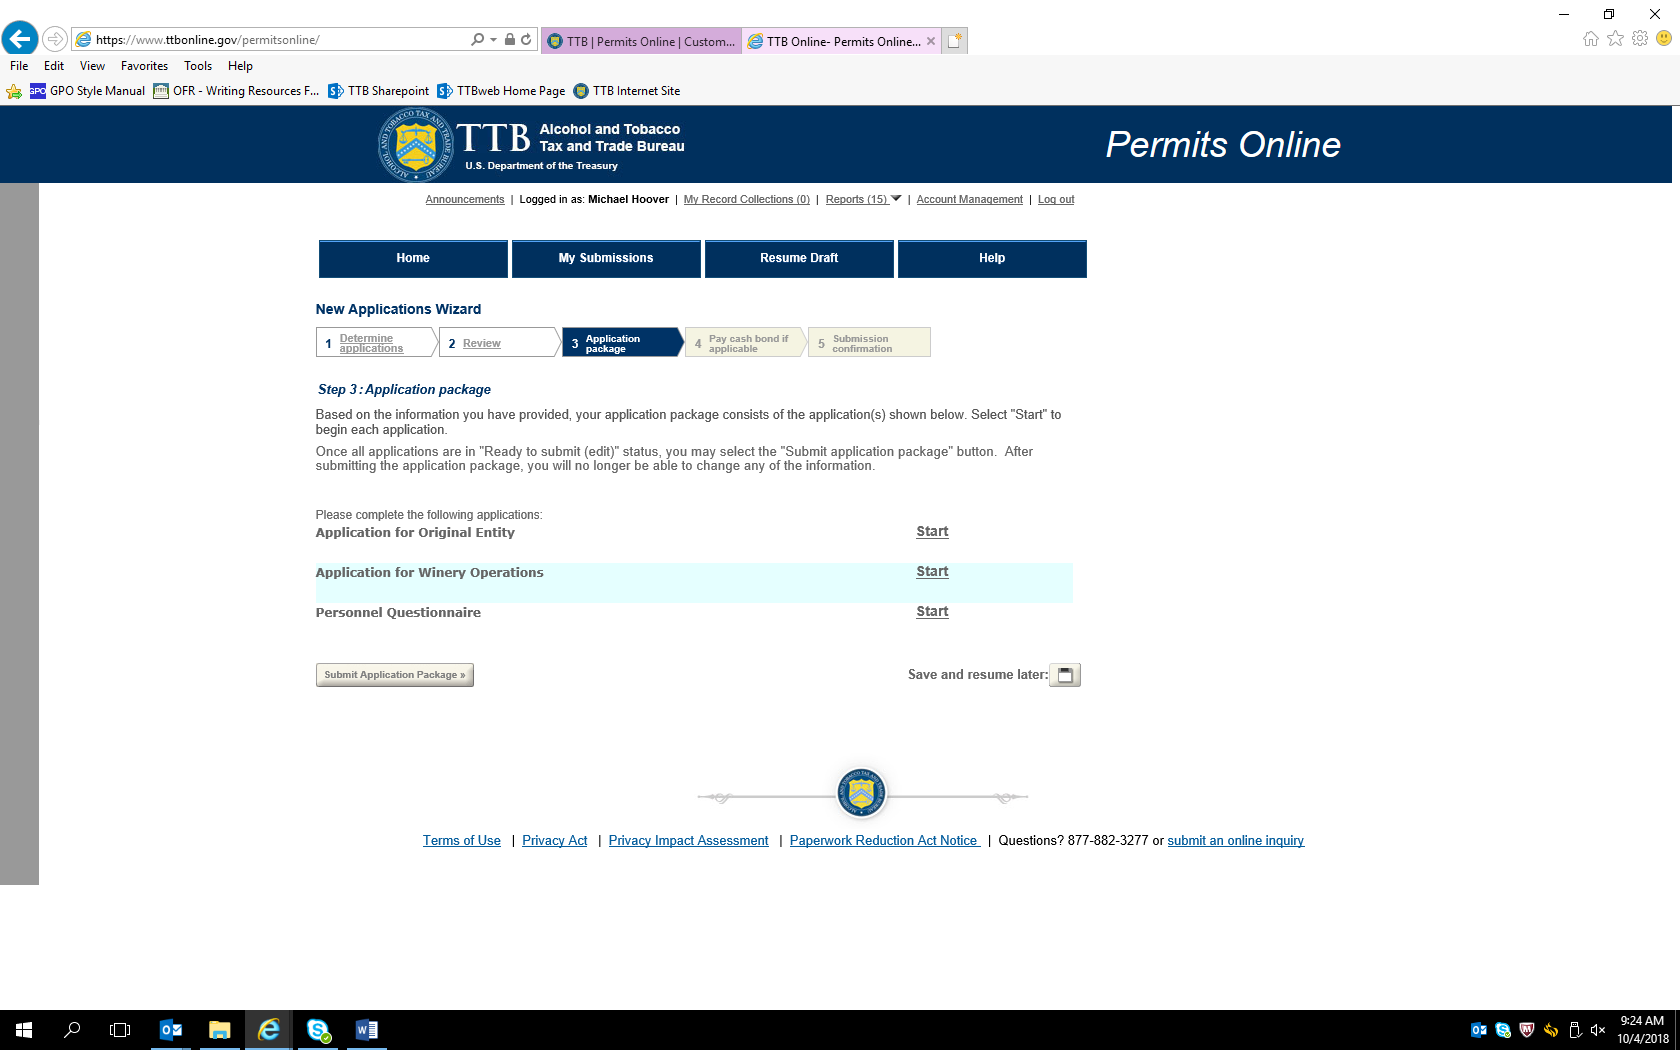 https://www.ttbonline.gov/permitsonline/
TTB | Permits Online | Custom...
TTB Online- Permits Online...
File Edit View Favorites Tools Help
GPO GPO Style Manual OFR - Writing Resources F... TTB Sharepoint TTBweb Home Page TTB Internet Site
TTB Alcohol and Tobacco
Tax and Trade Bureau
U.S. Department of the Treasury
ALCOHOL AND TOBACCO TAX AND TRADE BUREAU
Permits Online
Announcements | Logged in as: Michael Hoover | My Record Collections (0) | Reports (15) | Account Management | Log out
Home My Submissions Resume Draft Help
New Applications Wizard
1 Determine applications
2 Review
3 Application package
4 Pay cash bond if applicable
5 Submission confirmation
Step 3: Application package
Based on the information you have provided, your application package consists of the application(s) shown below. Select "Start" to
begin each application.
Once all applications are in "Ready to submit (edit)" status, you may select the "Submit application package" button. After
submitting the application package, you will no longer be able to change any of the information.
Please complete the following applications:
Application for Original Entity Start
Application for Winery Operations Start
Personnel Questionnaire Start
Submit Application Package » Save and resume later:
Terms of Use | Privacy Act | Privacy Impact Assessment | Paperwork Reduction Act Notice | Questions? 877-882-3277 or submit an online inquiry
9:24 AM
10/4/2018